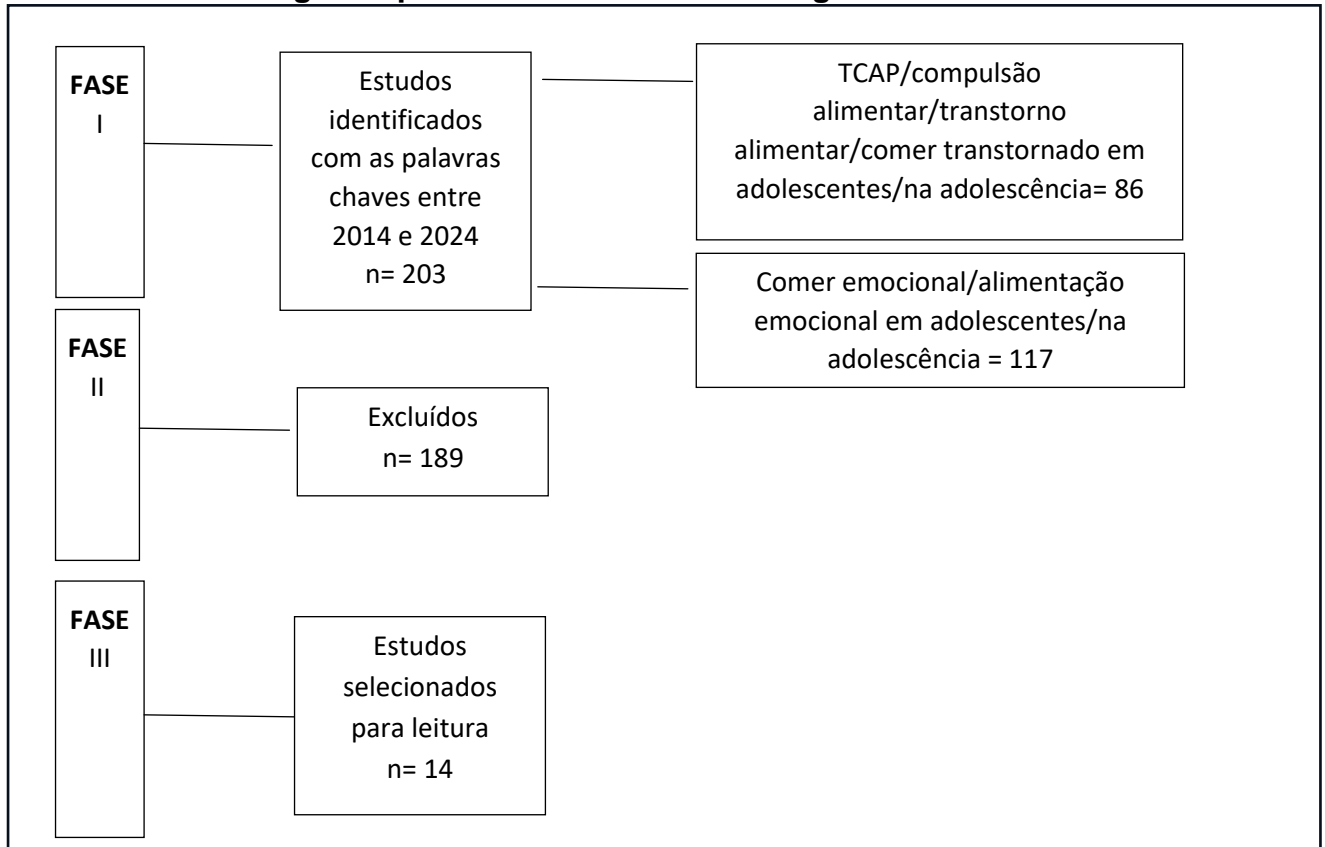 FASE
I
Estudos
identificados
com as palavras
chaves entre
2014 e 2024
n= 203
TCAP/compulsão
alimentar/transtorno
alimentar/comer transtornado em
adolescentes/na adolescência= 86
Comer emocional/alimentação
emocional em adolescentes/na
adolescência = 117
FASE
II
Excluídos
n= 189
FASE
III
Estudos
selecionados
para leitura
n= 14